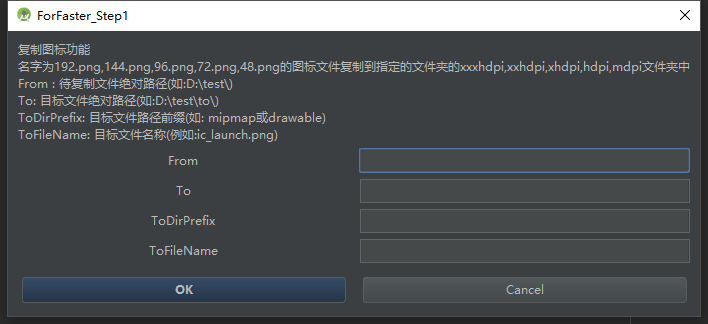 ForFaster_Step1
复制图标功能
名字为192.png,144.png,96.png,72.png,48.png的图标文件复制到指定的文件夹的xxxhdpi,xxhdpi,xhdpi,hdpi,mdpi文件夹中
From : 待复制文件绝对路径(如:D:\test\)
To: 目标文件绝对路径(如:D:\test\to\)
ToDirPrefix: 目标文件路径前缀(如: mipmap或drawable)
ToFileName: 目标文件名称(例如:ic_launch.png)
From
To
ToDirPrefix
ToFileName
OK Cancel